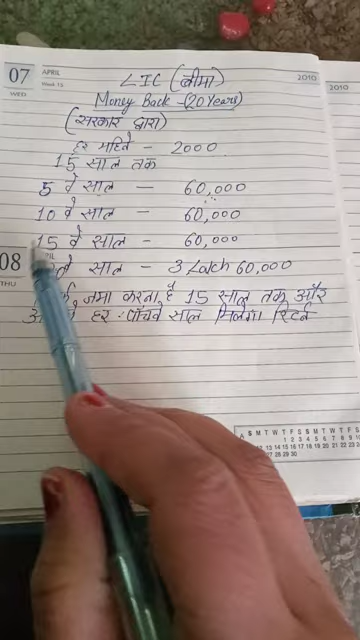 07
APRIL
Week 15
WED
2010
2010
LIC (बीमा)
Money Back - (20 Years)
(सरकार द्वारा)
हर महिने - 2000
15 साल तक
5 वे साल - 60,000
10 वे साल - 60,000
15 वे साल - 60,000
08
THU
साल - 3 Latch 60,000
जमा करना है 15 साल तक और
हर पांचवे साल मिलेगा रिटर्न
S M T W T F S S M T W T F S